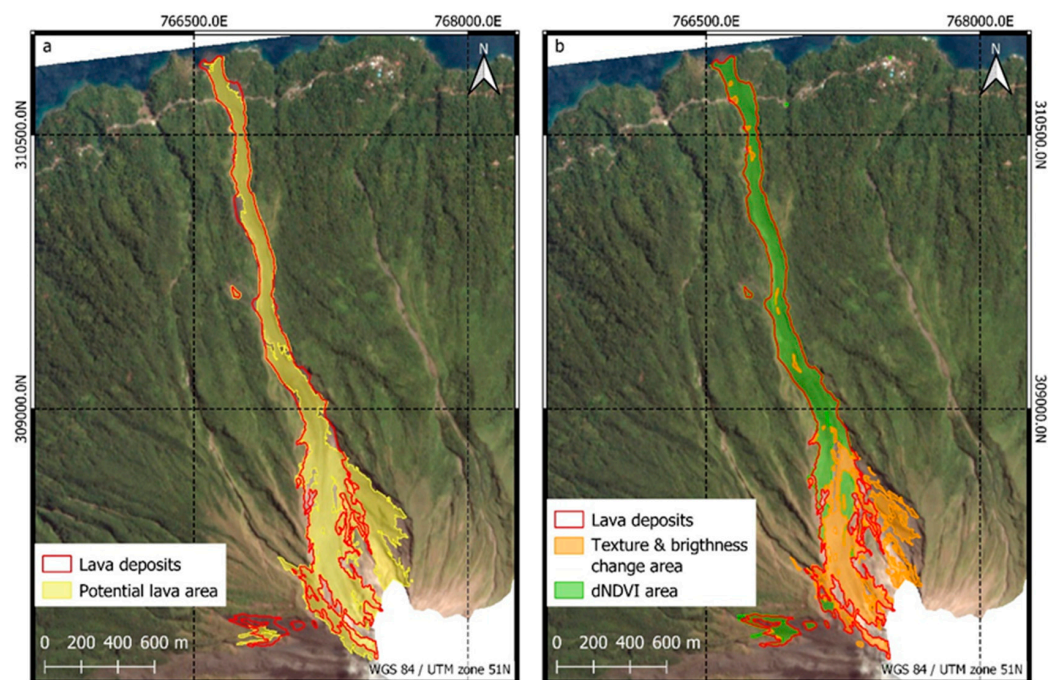 766500.0E
768000.0E
766500.0E
768000.0E
a
N
b
N
310500.0N
310500.0N
309000.0N
309000.0N
Lava deposits
Potential lava area
0 200 400 600 m
WGS 84 / UTM zone 51N
Lava deposits
Texture & brigthness
change area
dNDVI area
0 200 400 600 m
WGS 84 / UTM zone 51N